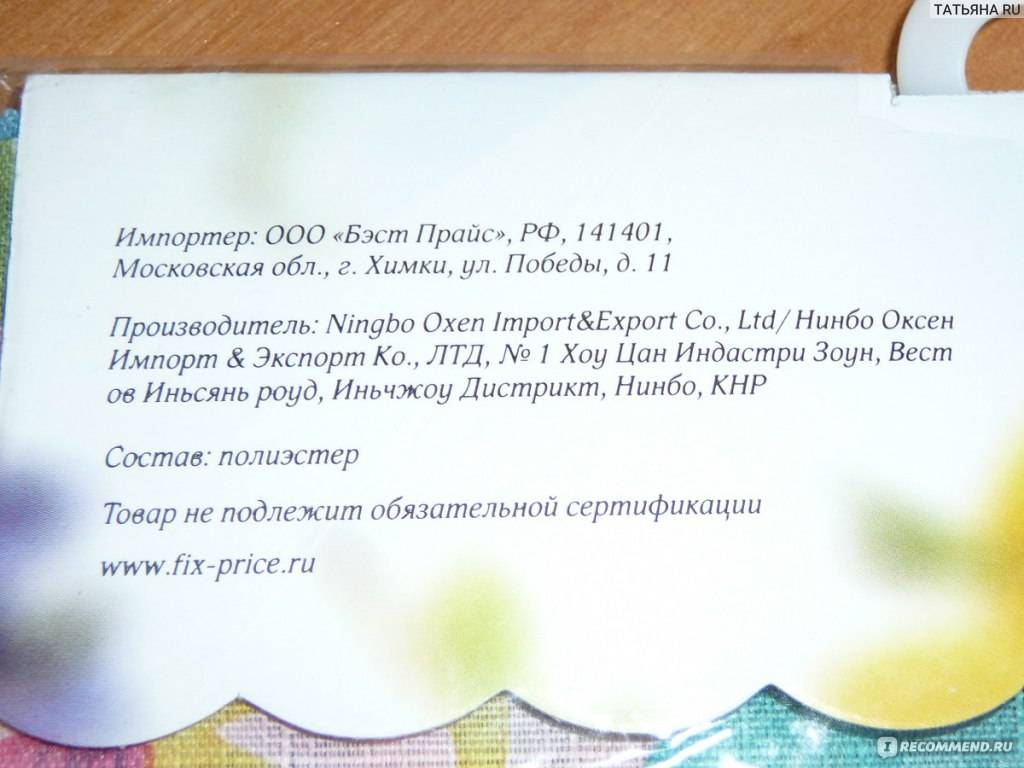 ТАТЬЯНА RU
Импортер: ООО «Бэст Прайс», РФ, 141401,
Московская обл., г. Химки, ул. Победы, д. 11
Производитель: Ningbo Oxen Import&Export Co., Ltd/ Нинбо Оксен
Импорт & Экспорт Ко., ЛТД, № 1 Хоу Цан Индастри Зоун, Вест
ов Иньсянь роуд, Иньчжоу Дистрикт, Нинбо, КНР
Состав: полиэстер
Товар не подлежит обязательной сертификации
www.fix-price.ru
IRECOMMEND.RU